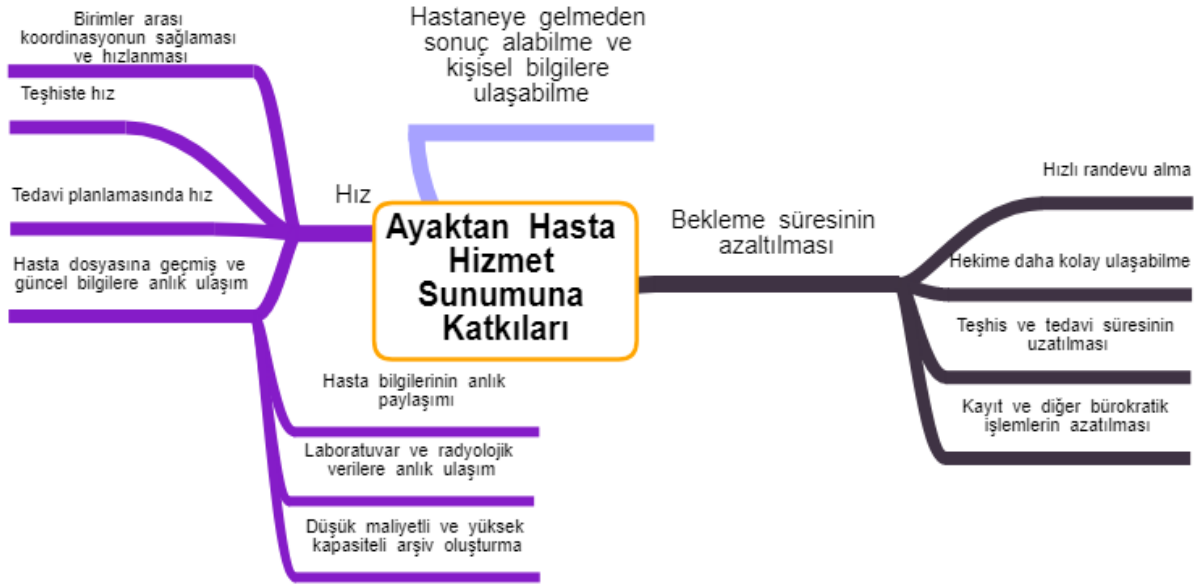 Birimler arası
koordasyonun sağlaması
ve hızlanması
Teşhiste hız
Tedavi planlamasında hız
Hasta dosyasına geçmiş ve
güncel bilgilere anlık ulaşım
Hız
Hastaneye gelmeden
sonuç alabilme ve
kişisel bilgilere
ulaşabilme
Ayaktan Hasta
Hizmet
Sunumuna
Katkıları
Hasta bilgilerinin anlık
paylaşımı
Laboratuvar ve radyolojik
verilere anlık ulaşım
Düşük maliyetli ve yüksek
kapasiteli arşiv oluşturma
Bekleme süresinin
azaltılması
Hızlı randevu alma
Hekime daha kolay ulaşabilme
Teşhis ve tedavi süresinin
uzatılması
Kayıt ve diğer bürokratik
işlemlerin azatılması